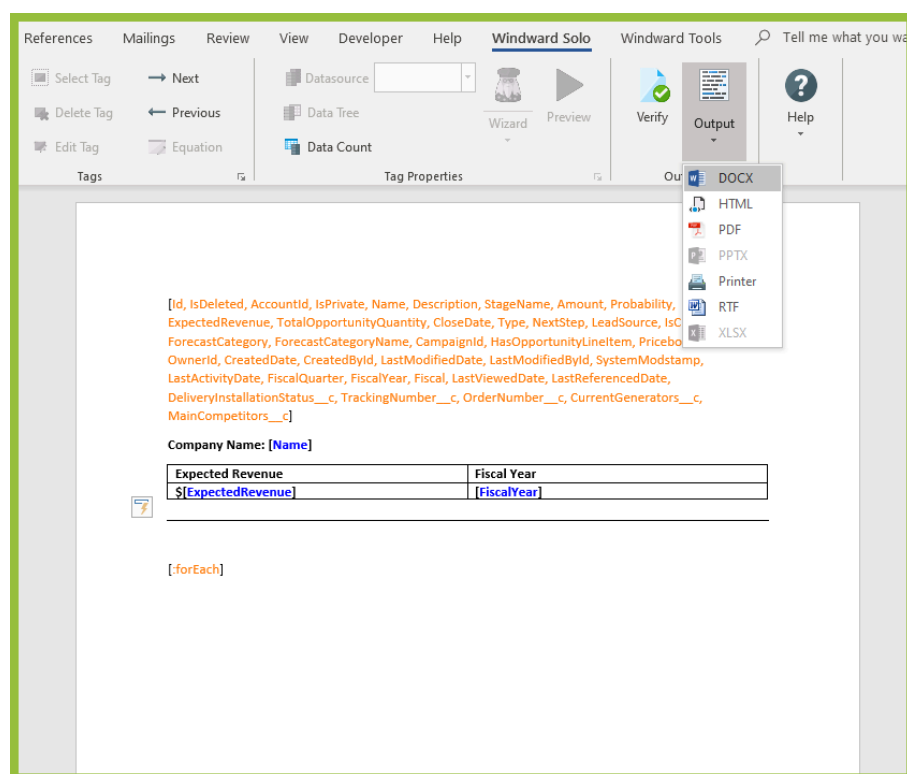 References Mailings Review View Developer Help Windward Solo Windward Tools Tell me what you wa
Select Tag Next Datasource
Delete Tag Previous Data Tree Wizard Preview Verify Output Help
Edit Tag Equation Data Count
Tags Tag Properties Ou
DOCX
HTML
PDF
PPTX
Printer
RTF
XLSX
[Id, IsDeleted, AccountId, IsPrivate, Name, Description, StageName, Amount, Probability,
ExpectedRevenue, TotalOpportunityQuantity, CloseDate, Type, NextStep, LeadSource, IsC
ForecastCategory, ForecastCategoryName, CampaignId, HasOpportunityLineItem, Pricebo
OwnerId, CreatedDate, CreatedById, LastModifiedDate, LastModifiedById, SystemModstamp,
LastActivityDate, FiscalQuarter, FiscalYear, Fiscal, LastViewedDate, LastReferencedDate,
DeliveryInstallationStatus__c, TrackingNumber__c, OrderNumber__c, CurrentGenerators__c,
MainCompetitors__c]
Company Name: [Name]
Expected Revenue Fiscal Year
$[ExpectedRevenue] [FiscalYear]
[:forEach]